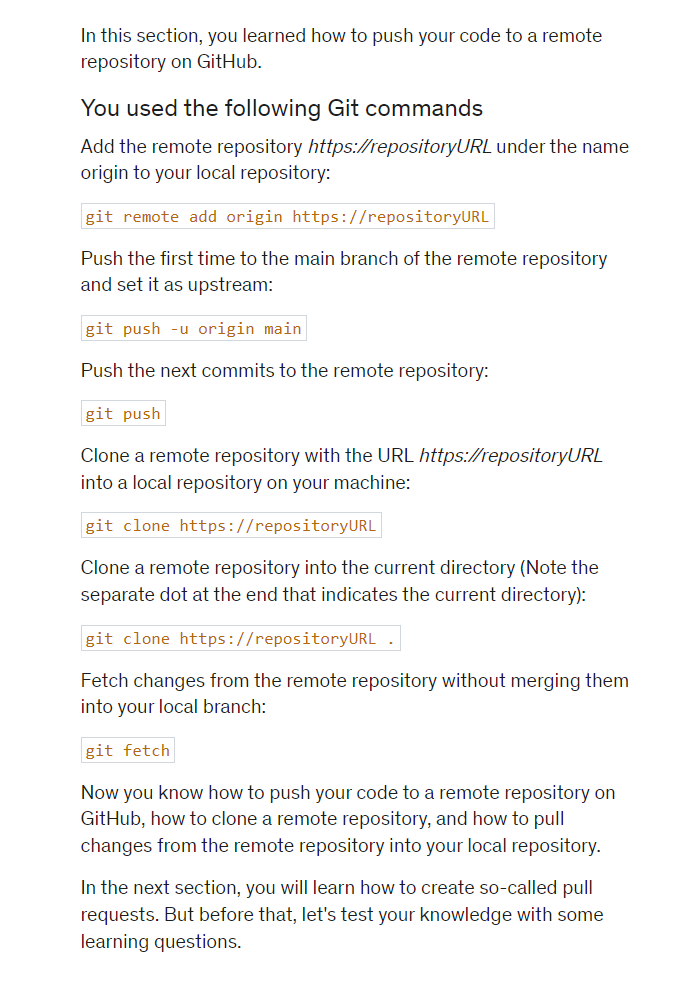 In this section, you learned how to push your code to a remote
repository on GitHub.
You used the following Git commands
Add the remote repository https://repositoryURL under the name
origin to your local repository:
git remote add origin https://repositoryURL
Push the first time to the main branch of the remote repository
and set it as upstream:
git push -u origin main
Push the next commits to the remote repository:
git push
Clone a remote repository with the URL https://repositoryURL
into a local repository on your machine:
git clone https://repositoryURL
Clone a remote repository into the current directory (Note the
separate dot at the end that indicates the current directory):
git clone https://repositoryURL .
Fetch changes from the remote repository without merging them
into your local branch:
git fetch
Now you know how to push your code to a remote repository on
GitHub, how to clone a remote repository, and how to pull
changes from the remote repository into your local repository.
In the next section, you will learn how to create so-called pull
requests. But before that, let's test your knowledge with some
learning questions.